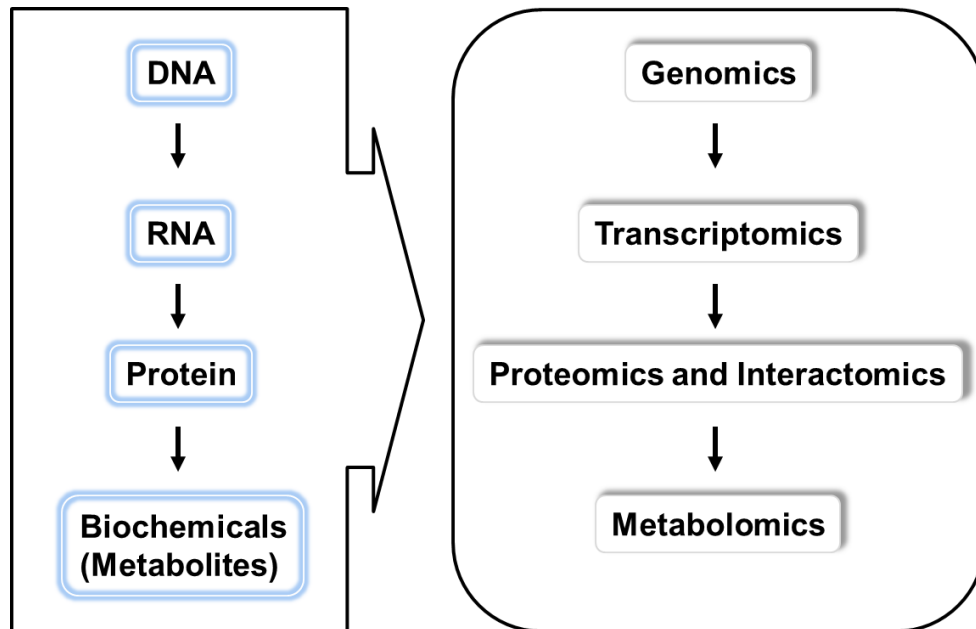 DNA
RNA
Protein
Biochemicals
(Metabolites)
Genomics
Transcriptomics
Proteomics and Interactomics
Metabolomics